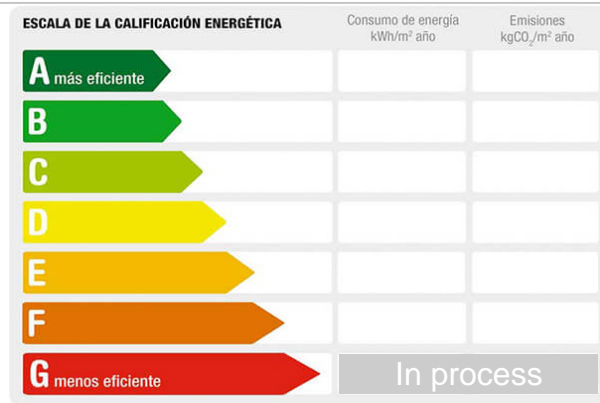 ESCALA DE LA CALIFICACIÓN ENERGÉTICA
Consumo de energía
kWh/m² año
Emisiones
kgCO₂/m² año
A más eficiente
B
C
D
E
F
G menos eficiente
In process